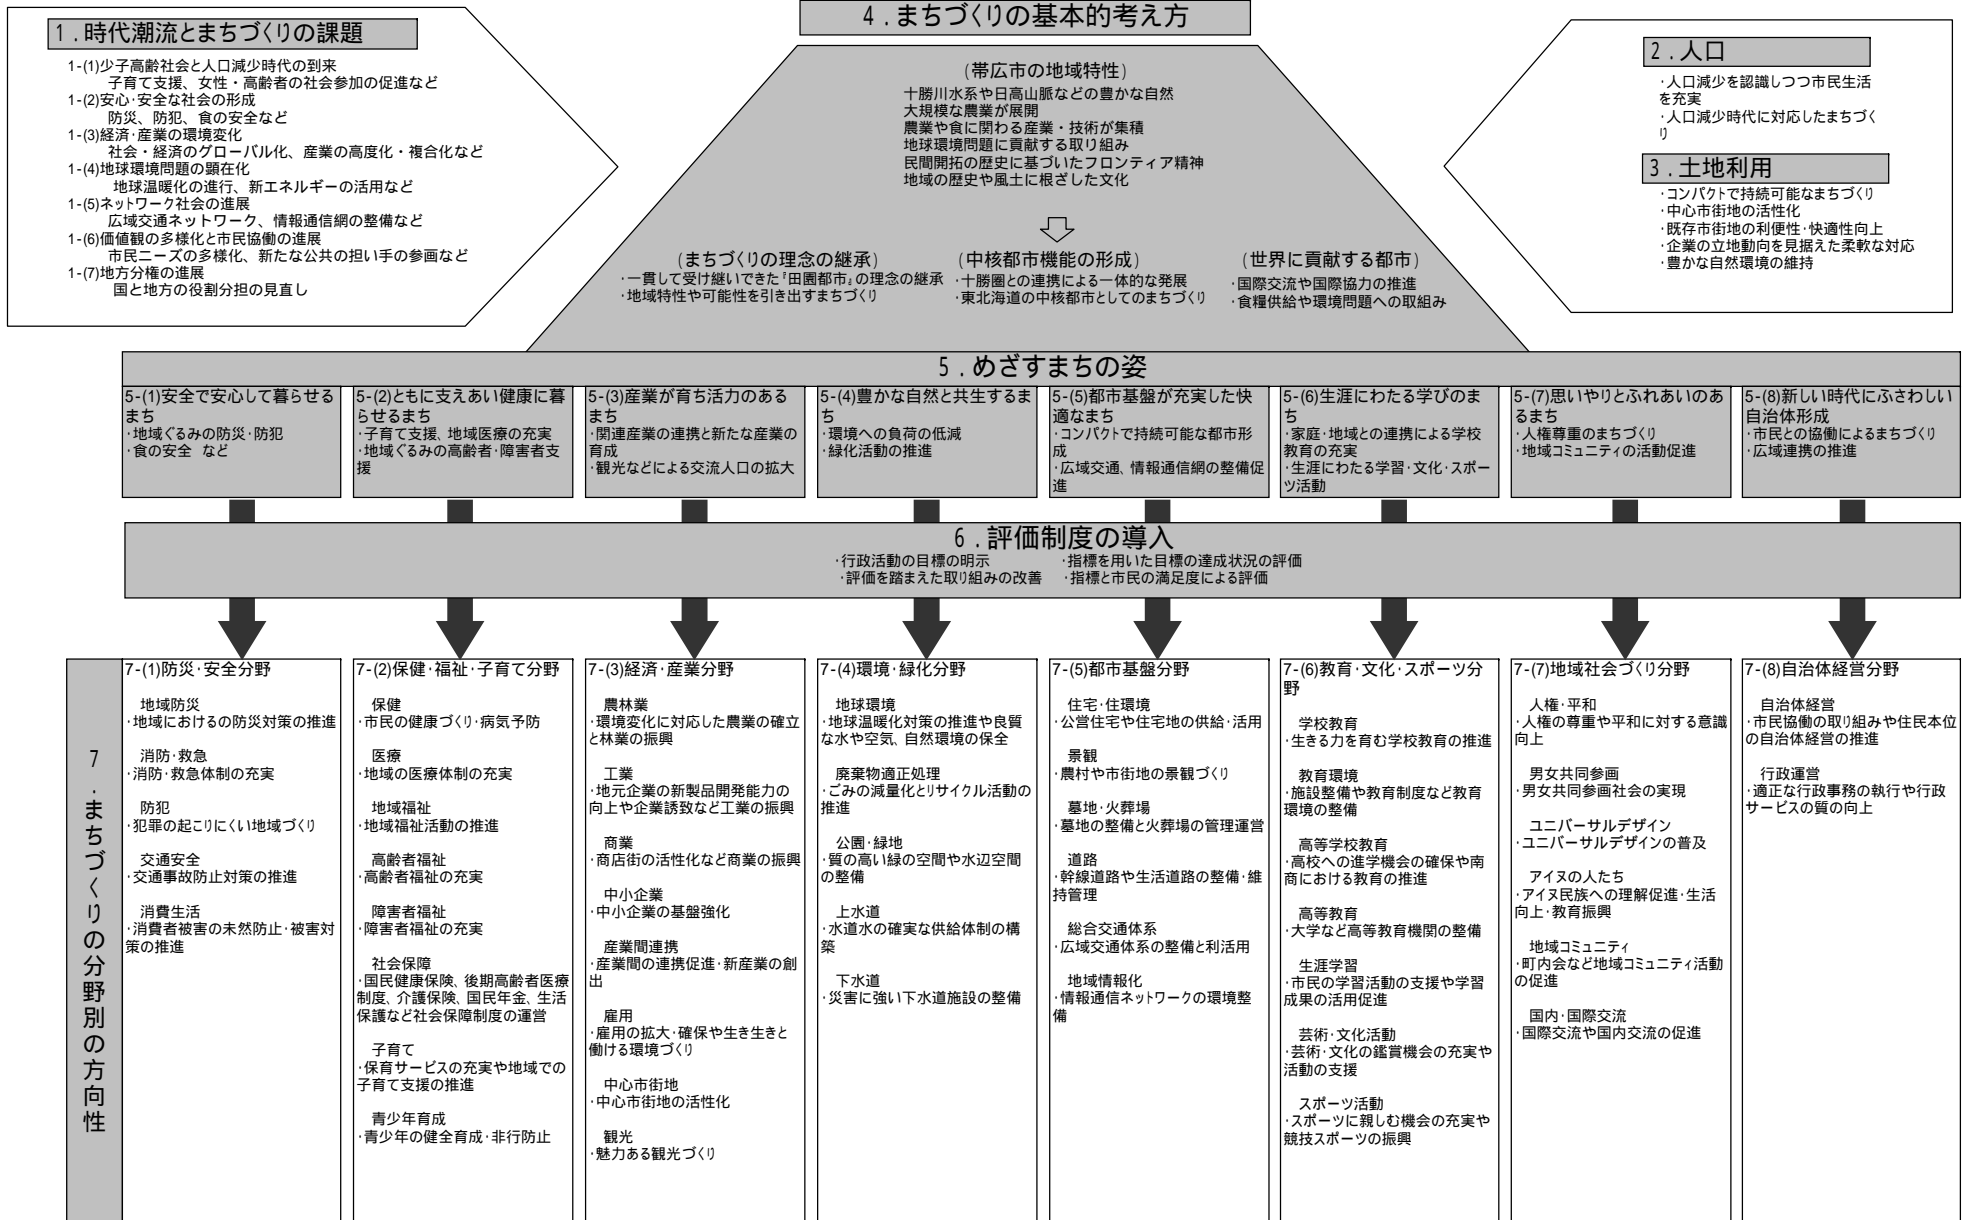 1．時代潮流とまちづくりの課題
1-(1)少子高齢社会と人口減少時代の到来
子育て支援、女性・高齢者の社会参加の促進など
1-(2)安心・安全な社会の形成
防災、防犯、食の安全など
1-(3)経済・産業の環境変化
社会・経済のグローバル化、産業の高度化・複合化など
1-(4)地球環境問題の顕在化
地球温暖化の進行、新エネルギーの活用など
1-(5)ネットワーク社会の進展
広域交通ネットワーク、情報通信網の整備など
1-(6)価値観の多様化と市民協働の進展
市民ニーズの多様化、新たな公共の担い手の参画など
1-(7)地方分権の進展
国と地方の役割分担の見直し
4．まちづくりの基本的考え方
(帯広市の地域特性)
十勝川水系や日高山脈などの豊かな自然
大規模な農業が展開
農業や食に関わる産業・技術が集積
地球環境問題に貢献する取り組み
民間開拓の歴史に基づいたフロンティア精神
地域の歴史や風土に根ざした文化
(まちづくりの理念の継承)
・一貫して受け継いできた「田園都市」の理念の継承
・地域特性や可能性を引き出すまちづくり
(中核都市機能の形成)
・十勝圏との連携による一体的な発展
・東北海道の中核都市としてのまちづくり
(世界に貢献する都市)
・国際交流や国際協力の推進
・食糧供給や環境問題への取組み
2．人口
・人口減少を認識しつつ市民生活
を充実
・人口減少時代に対応したまちづく
り
3．土地利用
・コンパクトで持続可能なまちづくり
・中心市街地の活性化
・既存市街地の利便性・快適性向上
・企業の立地動向を見据えた柔軟な対応
・豊かな自然環境の維持
5．めざすまちの姿
5-(1)安全で安心して暮らせる
まち
・地域ぐるみの防災・防犯
・食の安全 など
5-(2)ともに支えあい健康に暮
らせるまち
・子育て支援、地域医療の充実
・地域ぐるみの高齢者・障害者支
援
5-(3)産業が育ち活力のある
まち
・関連産業の連携と新たな産業の
育成
・観光などによる交流人口の拡大
5-(4)豊かな自然と共生するま
ち
・環境への負荷の低減
・緑化活動の推進
5-(5)都市基盤が充実した快
適なまち
・コンパクトで持続可能な都市形
成
・広域交通、情報通信網の整備促
進
5-(6)生涯にわたる学びのま
ち
・家庭・地域との連携による学校
教育の充実
・生涯にわたる学習・文化・スポー
ツ活動
5-(7)思いやりとふれあいのあ
るまち
・人権尊重のまちづくり
・地域コミュニティの活動促進
5-(8)新しい時代にふさわしい
自治体形成
・市民との協働によるまちづくり
・広域連携の推進
6．評価制度の導入
・行政活動の目標の明示 ・指標を用いた目標の達成状況の評価
・評価を踏まえた取り組みの改善 ・指標と市民の満足度による評価
7．まちづくりの分野別の方向性
7-(1)防災・安全分野
地域防災
・地域におけるの防災対策の推進
消防・救急
・消防・救急体制の充実
防犯
・犯罪の起こりにくい地域づくり
交通安全
・交通事故防止対策の推進
消費生活
・消費者被害の未然防止・被害対
策の推進
7-(2)保健・福祉・子育て分野
保健
・市民の健康づくり・病気予防
医療
・地域の医療体制の充実
地域福祉
・地域福祉活動の推進
高齢者福祉
・高齢者福祉の充実
障害者福祉
・障害者福祉の充実
社会保障
・国民健康保険、後期高齢者医療
制度、介護保険、国民年金、生活
保護など社会保障制度の運営
子育て
・保育サービスの充実や地域での
子育て支援の推進
青少年育成
・青少年の健全育成・非行防止
7-(3)経済・産業分野
農林業
・環境変化に対応した農業の確立
と林業の振興
工業
・地元企業の新製品開発能力の
向上や企業誘致など工業の振興
商業
・商店街の活性化など商業の振興
中小企業
・中小企業の基盤強化
産業間連携
・産業間の連携促進・新産業の創
出
雇用
・雇用の拡大・確保や生き生きと
働ける環境づくり
中心市街地
・中心市街地の活性化
観光
・魅力ある観光づくり
7-(4)環境・緑化分野
地球環境
・地球温暖化対策の推進や良質
な水や空気、自然環境の保全
廃棄物適正処理
・ごみの減量化とリサイクル活動の
推進
公園・緑地
・質の高い緑の空間や水辺空間
の整備
上水道
・水道水の確実な供給体制の構
築
下水道
・災害に強い下水道施設の整備
7-(5)都市基盤分野
住宅・住環境
・公営住宅や住宅地の供給・活用
景観
・農村や市街地の景観づくり
墓地・火葬場
・墓地の整備と火葬場の管理運営
道路
・幹線道路や生活道路の整備・維
持管理
総合交通体系
・広域交通体系の整備と利活用
地域情報化
・情報通信ネットワークの環境整
備
7-(6)教育・文化・スポーツ分
野
学校教育
・生きる力を育む学校教育の推進
教育環境
・施設整備や教育制度など教育
環境の整備
高等学校教育
・高校への進学機会の確保や南
商における教育の推進
高等教育
・大学など高等教育機関の整備
生涯学習
・市民の学習活動の支援や学習
成果の活用促進
芸術・文化活動
・芸術・文化の鑑賞機会の充実や
活動の支援
スポーツ活動
・スポーツに親しむ機会の充実や
競技スポーツの振興
7-(7)地域社会づくり分野
人権・平和
・人権の尊重や平和に対する意識
向上
男女共同参画
・男女共同参画社会の実現
ユニバーサルデザイン
・ユニバーサルデザインの普及
アイヌの人たち
・アイヌ民族への理解促進・生活
向上・教育振興
地域コミュニティ
・町内会など地域コミュニティ活動
の促進
国内・国際交流
・国際交流や国内交流の促進
7-(8)自治体経営分野
自治体経営
・市民協働の取り組みや住民本位
の自治体経営の推進
行政運営
・適正な行政事務の執行や行政
サービスの質の向上